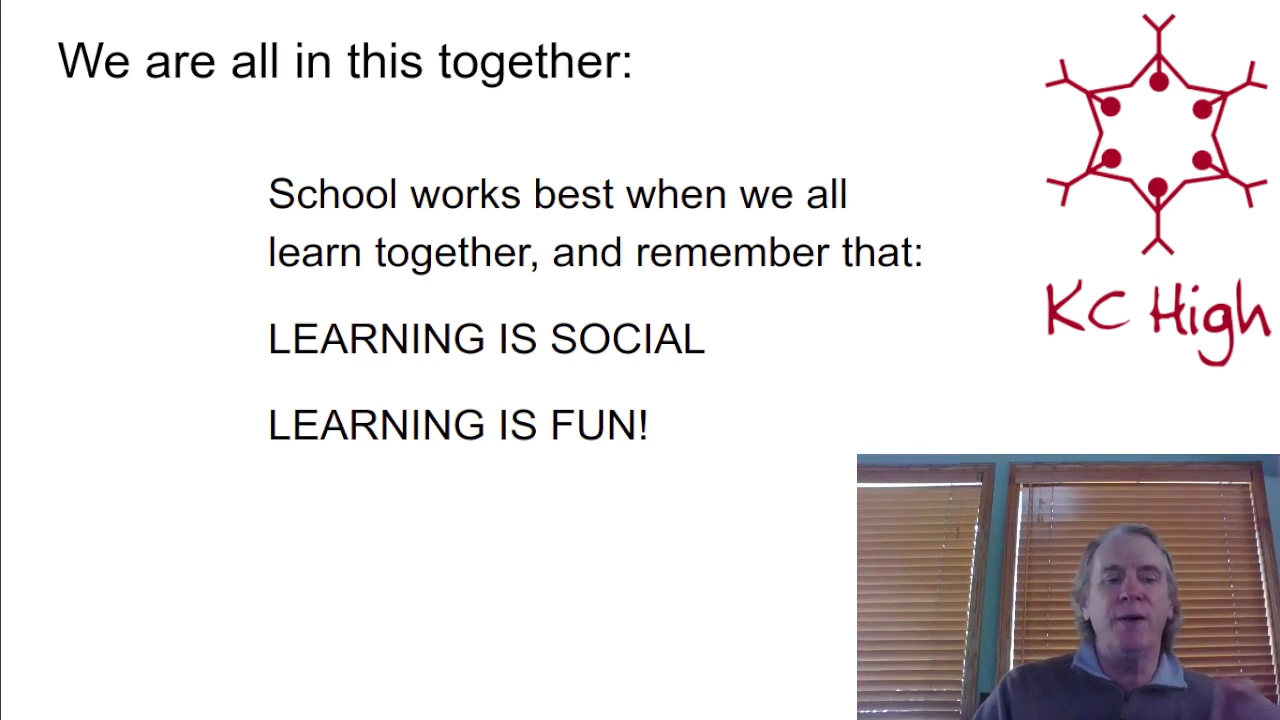 We are all in this together:
School works best when we all
learn together, and remember that:
LEARNING IS SOCIAL
LEARNING IS FUN!
KC High